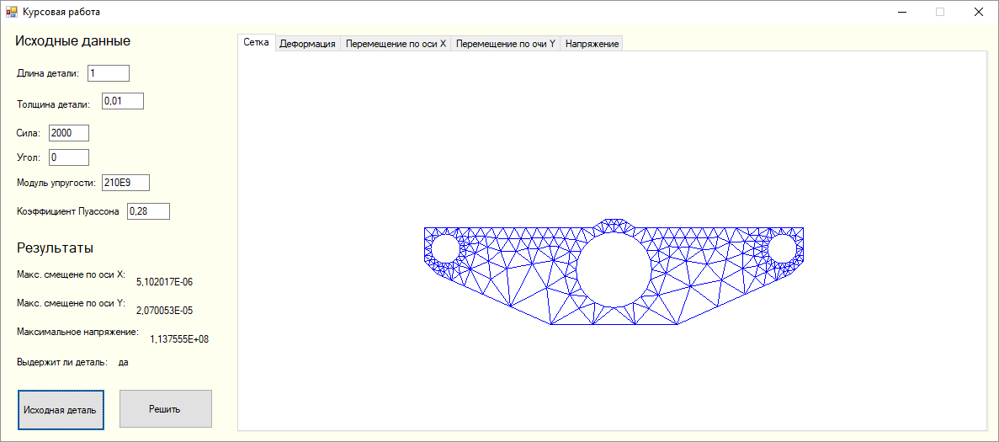 Курсовая работа
Исходные данные
Длина детали: 1
Толщина детали: 0,01
Сила: 2000
Угол: 0
Модуль упругости: 210E9
Коэффициент Пуассона 0,28
Результаты
Макс. смещене по оси X: 5,102017E-06
Макс. смещене по оси Y: 2,070053E-05
Максимальное напряжение: 1,137555E+08
Выдержит ли деталь: да
Исходная деталь Решить
Сетка Деформация Перемещение по оси X Перемещение по очи Y Напряжение